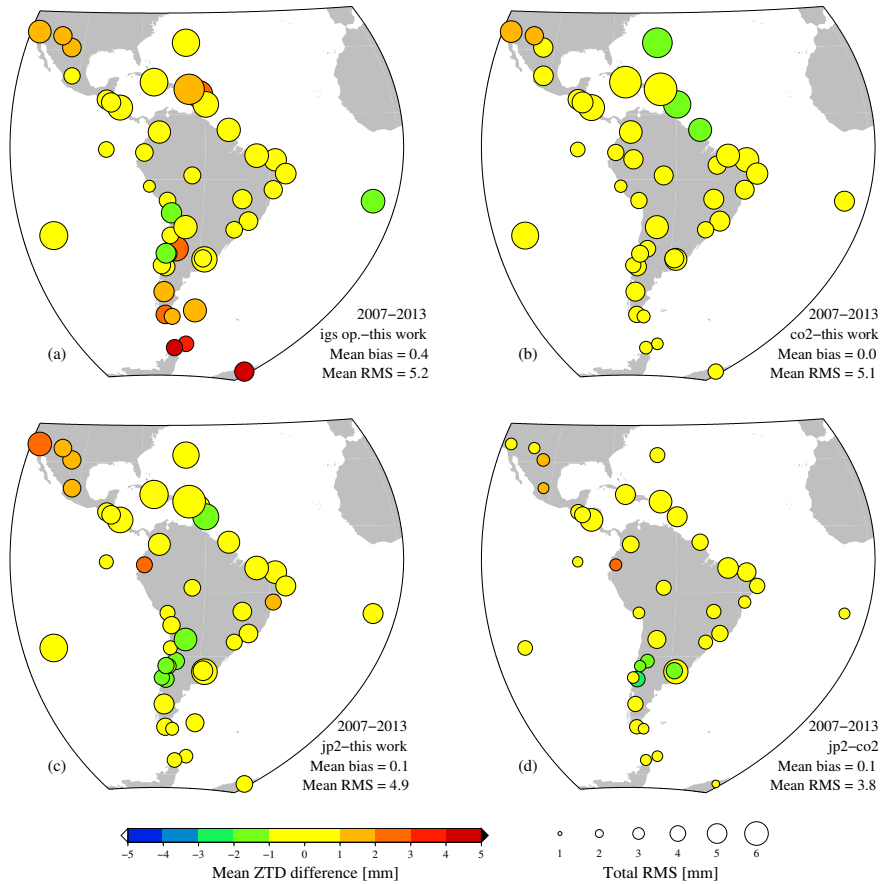 2007−2013
igs op.−this work
(a)
Mean bias = 0.4
Mean RMS = 5.2
2007−2013
co2−this work
(b)
Mean bias = 0.0
Mean RMS = 5.1
2007−2013
jp2−this work
(c)
Mean bias = 0.1
Mean RMS = 4.9
2007−2013
jp2−co2
(d)
Mean bias = 0.1
Mean RMS = 3.8
−5 −4 −3 −2 −1 0 1 2 3 4 5
Mean ZTD difference [mm]
1 2 3 4 5 6
Total RMS [mm]